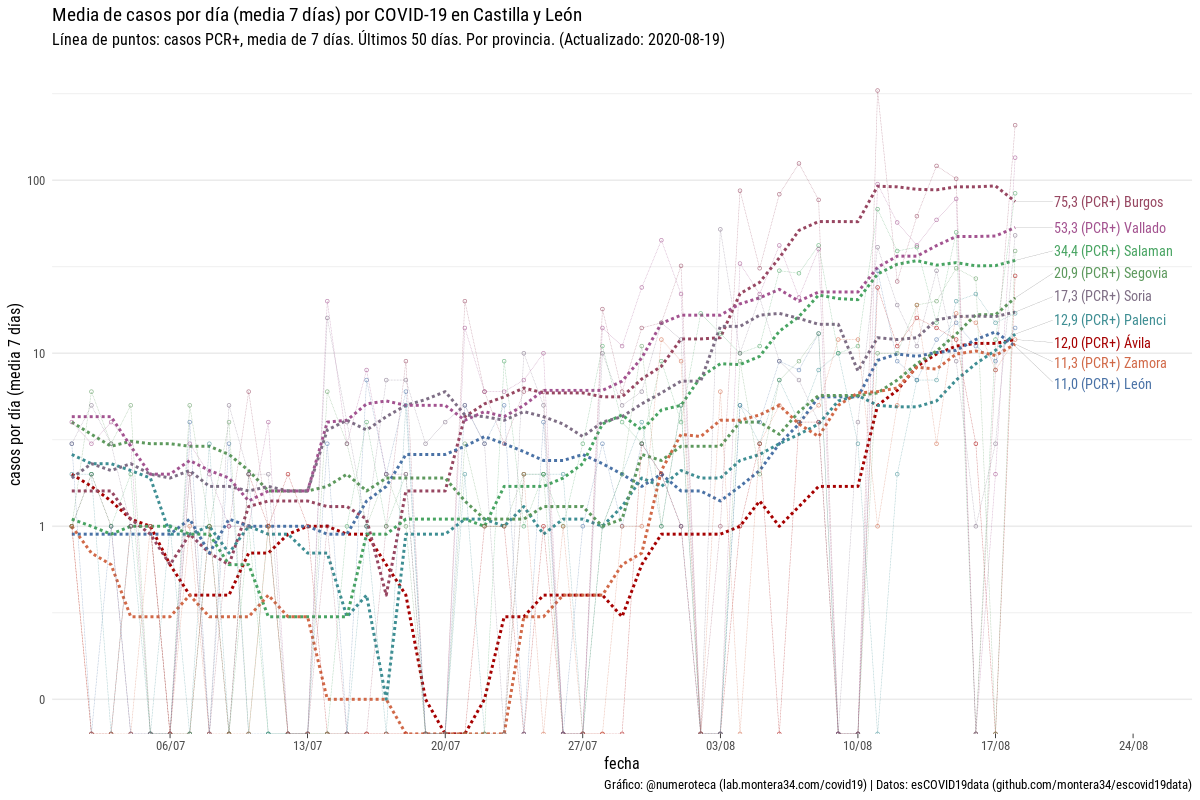 Media de casos por día (media 7 días) por COVID-19 en Castilla y León
Línea de puntos: casos PCR+, media de 7 días. Últimos 50 días. Por provincia. (Actualizado: 2020-08-19)
casos por día (media 7 días)
100
10
1
0
75,3 (PCR+) Burgos
53,3 (PCR+) Vallado
34,4 (PCR+) Salaman
20,9 (PCR+) Segovia
17,3 (PCR+) Soria
12,9 (PCR+) Palenci
12,0 (PCR+) Ávila
11,3 (PCR+) Zamora
11,0 (PCR+) León
06/07 13/07 20/07 27/07 03/08 10/08 17/08 24/08
fecha
Gráfico: @numeroteca (lab.montera34.com/covid19) | Datos: esCOVID19data (github.com/montera34/escovid19data)